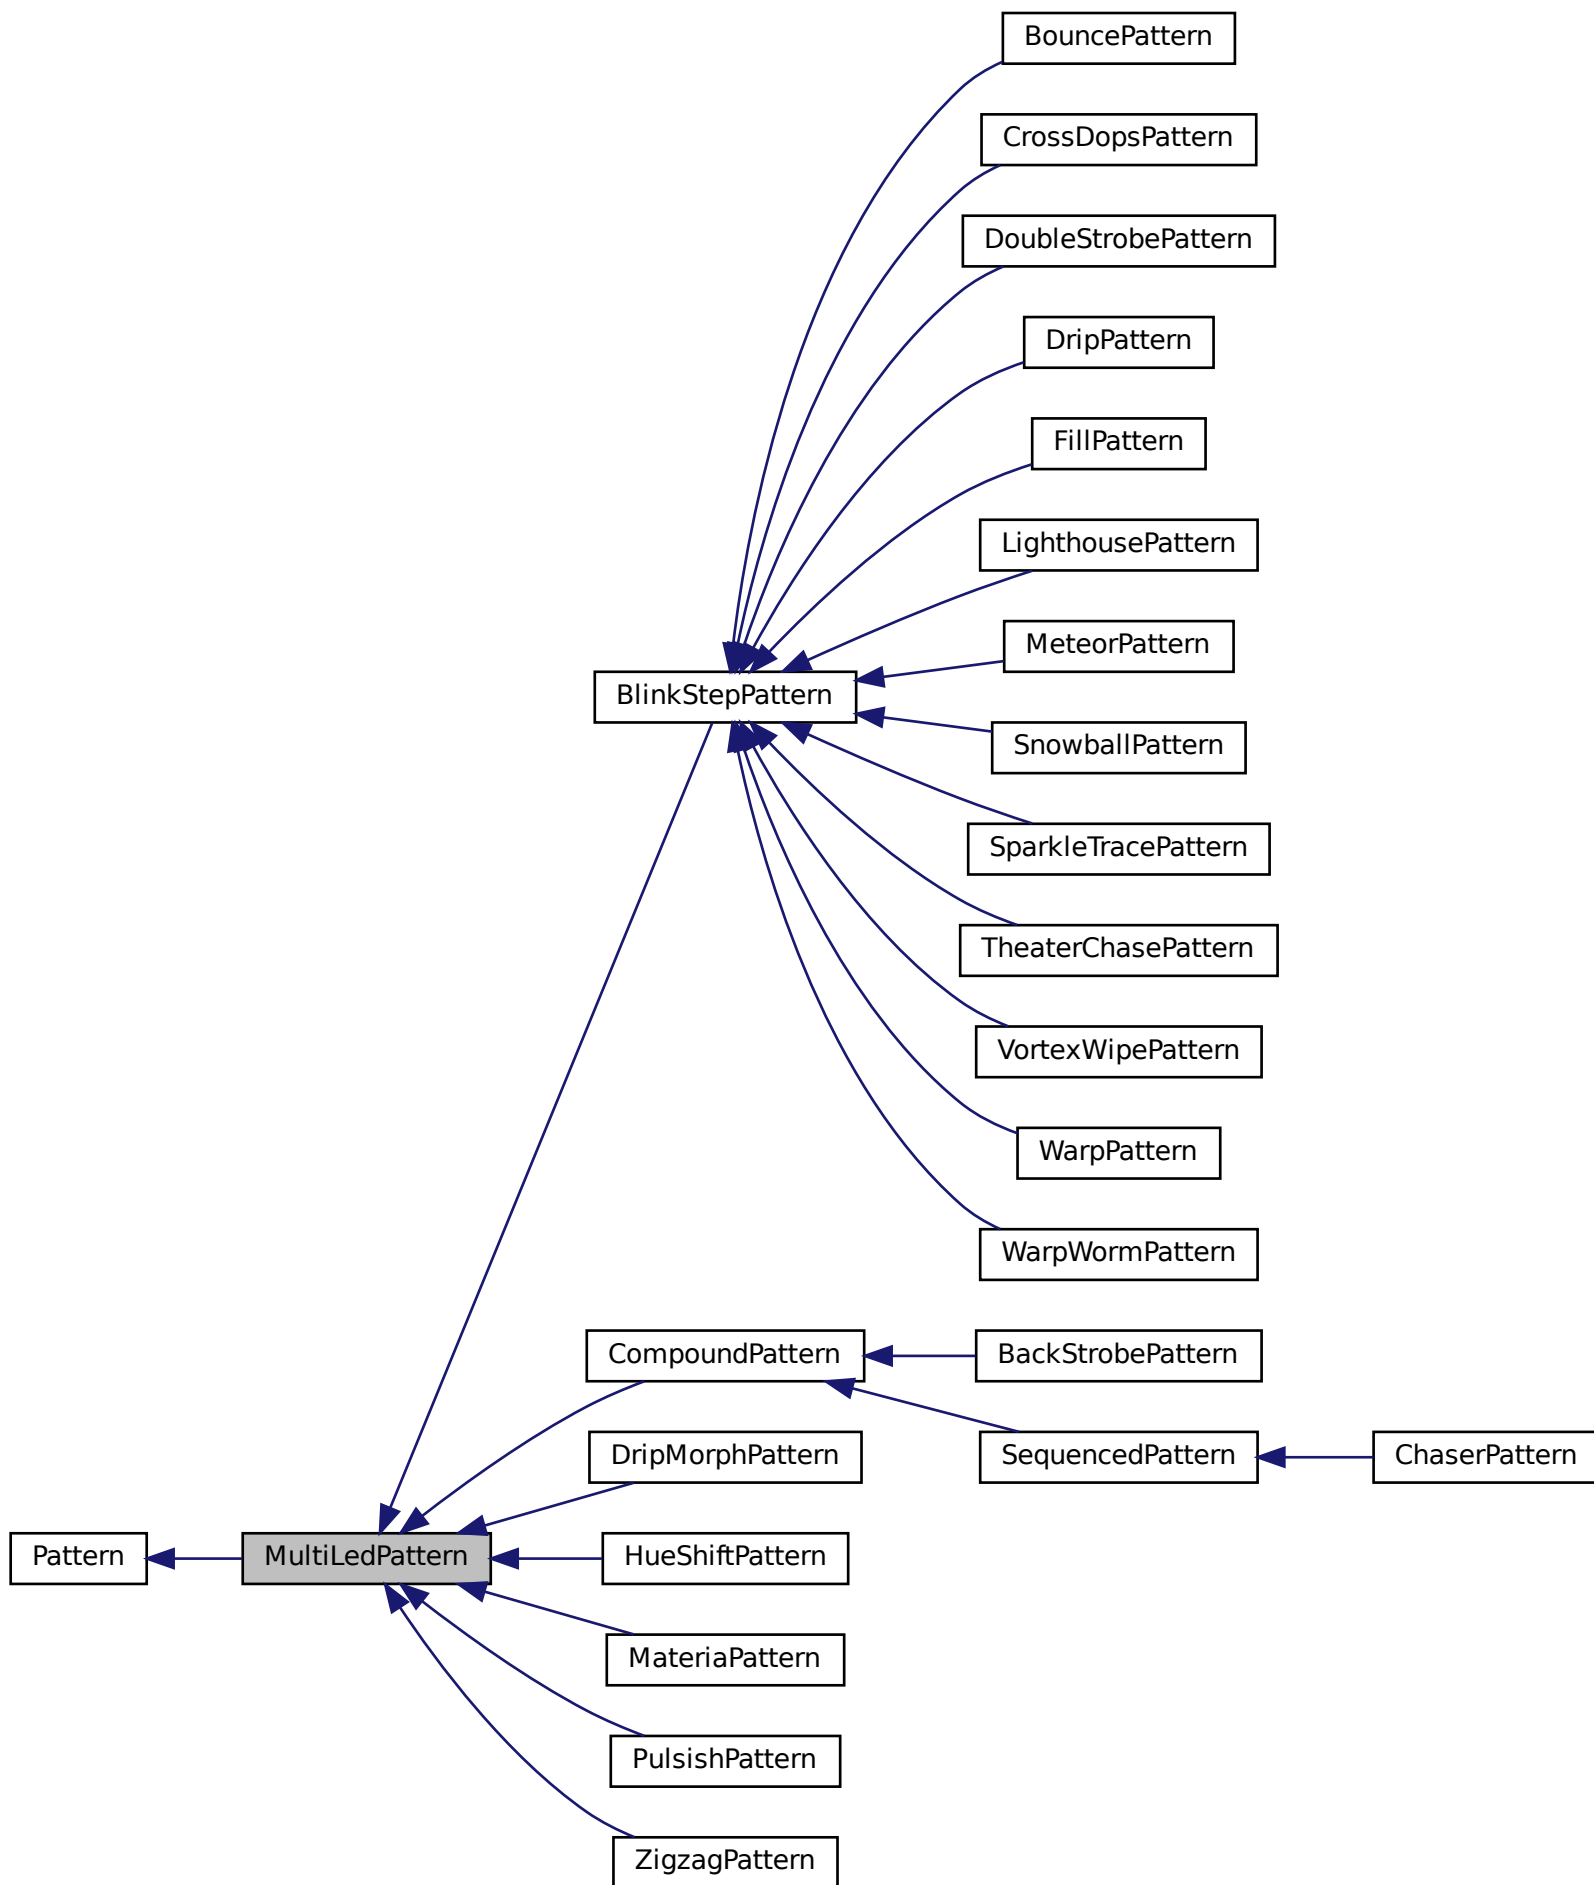 BouncePattern
CrossDopsPattern
DoubleStrobePattern
DripPattern
FillPattern
LighthousePattern
MeteorPattern
BlinkStepPattern
SnowballPattern
SparkleTracePattern
TheaterChasePattern
VortexWipePattern
WarpPattern
WarpWormPattern
CompoundPattern
BackStrobePattern
DripMorphPattern
SequencedPattern
ChaserPattern
Pattern
MultiLedPattern
HueShiftPattern
MateriaPattern
PulsishPattern
ZigzagPattern